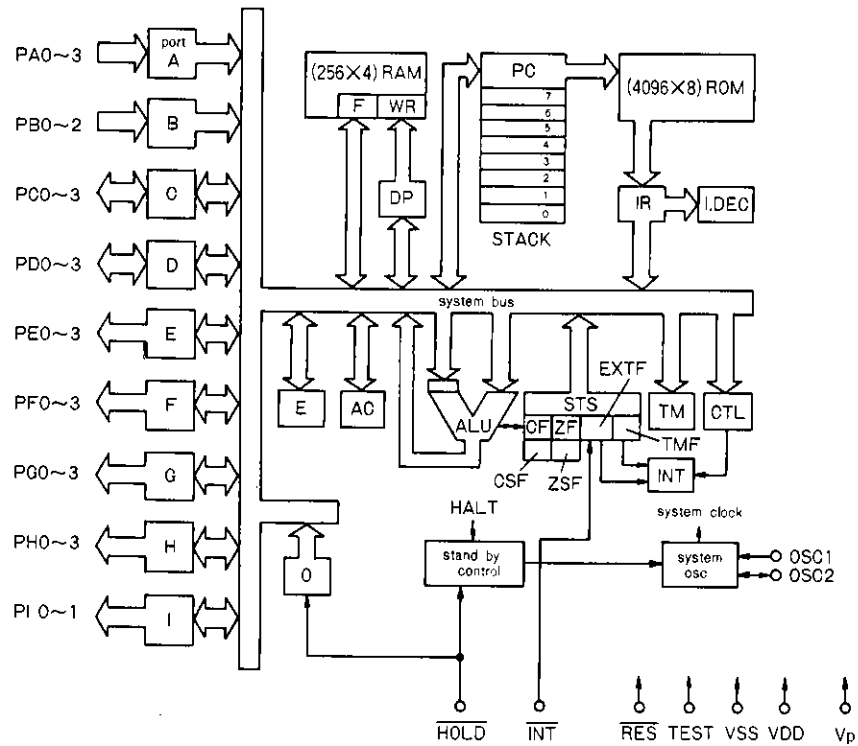 PA0~3
port
A
PB0~2
B
PC0~3
C
PD0~3
D
PE0~3
E
PF0~3
F
PG0~3
G
PH0~3
H
PI 0~1
I
(256×4) RAM
F
WR
DP
PC
7
6
5
4
3
2
1
0
STACK
(4096×8) ROM
IR
I.DEC
system bus
E
AC
ALU
STS
EXTF
CF
ZF
TMF
CSF
ZSF
TM
CTL
INT
HALT
stand by
control
system clock
system
osc
OSC1
OSC2
0
HOLD
INT
RES
TEST
VSS
VDD
Vp